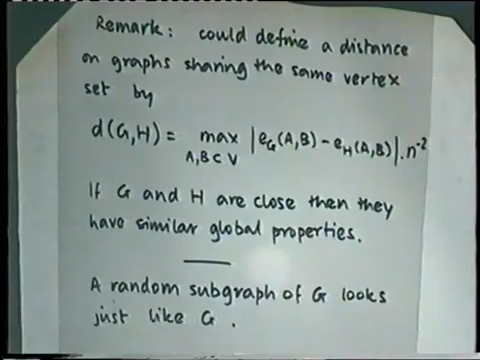 Remark: could define a distance
on graphs sharing the same vertex
set by
d(G,H) = max |e_G(A,B) - e_H(A,B)|.n^-2
A,B⊂V
If G and H are close then they
have similar global properties.
A random subgraph of G looks
just like G.